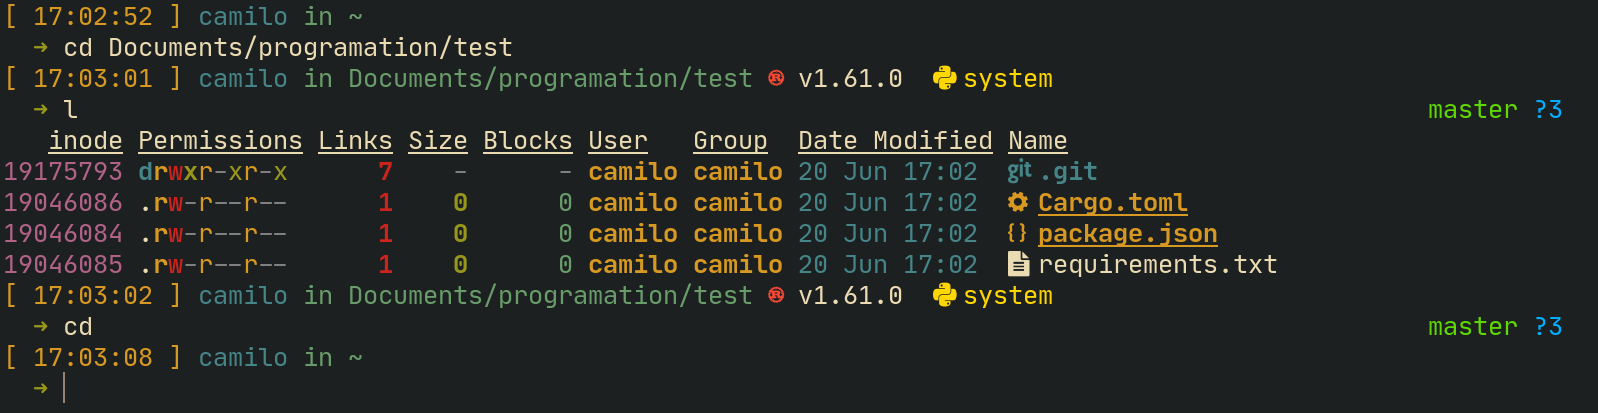 [ 17:02:52 ] camilo in ~
➜ cd Documents/programation/test
[ 17:03:01 ] camilo in Documents/programation/test v1.61.0 system
➜ l master ?3
inode Permissions Links Size Blocks User Group Date Modified Name
19175793 drwxr-xr-x 7 - - camilo camilo 20 Jun 17:02 git .git
19046086 .rw-r--r-- 1 0 0 camilo camilo 20 Jun 17:02 Cargo.toml
19046084 .rw-r--r-- 1 0 0 camilo camilo 20 Jun 17:02 {} package.json
19046085 .rw-r--r-- 1 0 0 camilo camilo 20 Jun 17:02 requirements.txt
[ 17:03:02 ] camilo in Documents/programation/test v1.61.0 system
➜ cd master ?3
[ 17:03:08 ] camilo in ~
➜